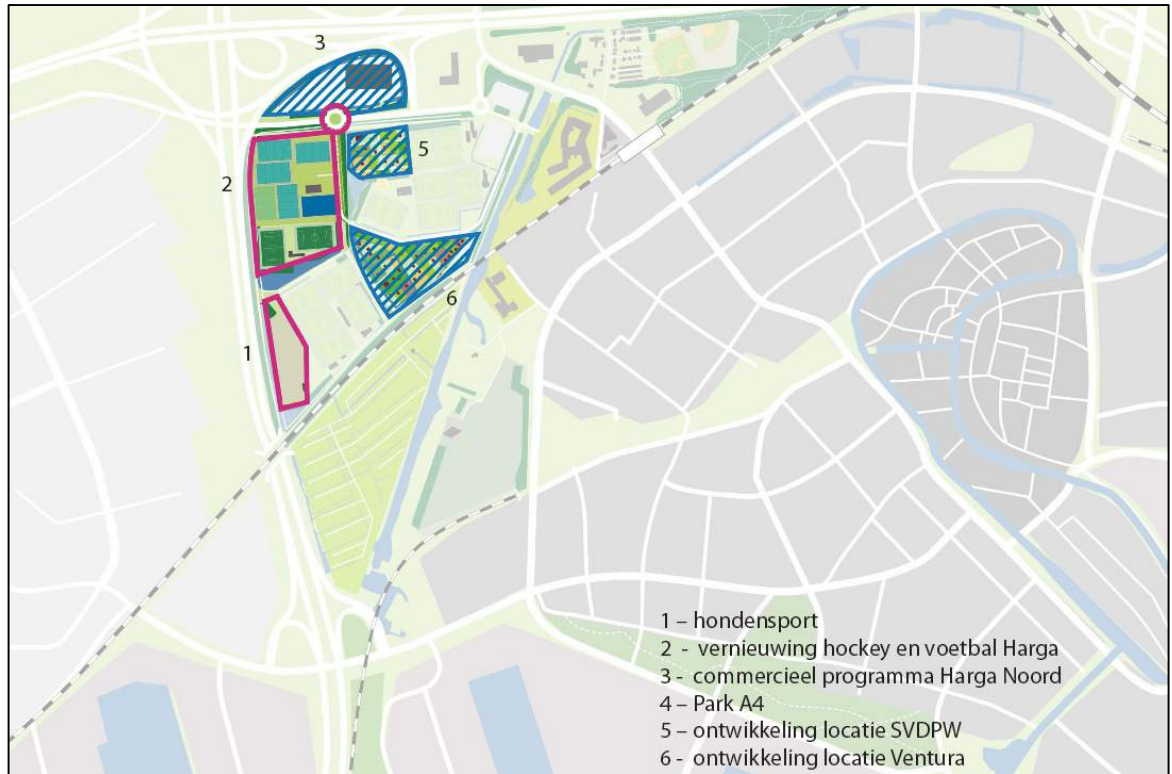 3
5
2
6
1
1 – hondensport
2 - vernieuwing hockey en voetbal Harga
3 - commercieel programma Harga Noord
4 – Park A4
5 – ontwikkeling locatie SVDPW
6 - ontwikkeling locatie Ventura